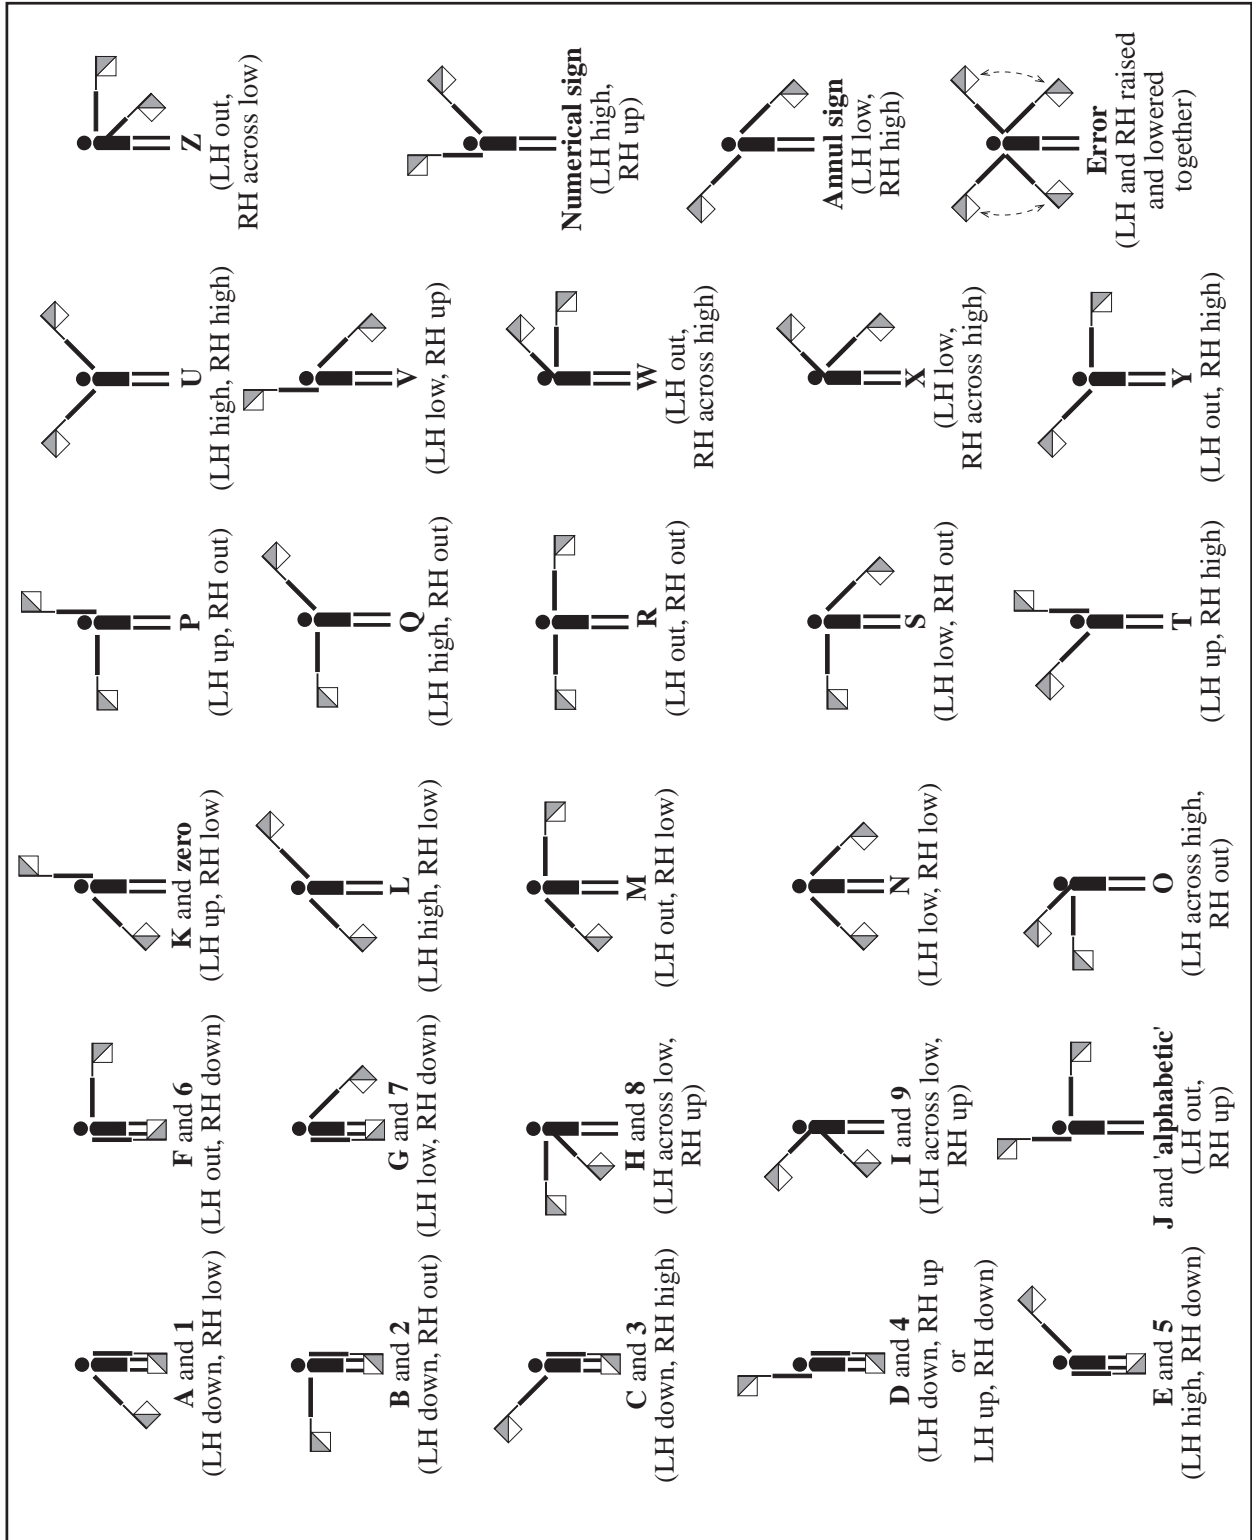 A and 1
(LH down, RH low)
B and 2
(LH down, RH out)
C and 3
(LH down, RH high)
D and 4
(LH down, RH up
or
LH up, RH down)
E and 5
(LH high, RH down)
F and 6
(LH out, RH down)
G and 7
(LH low, RH down)
H and 8
(LH across low,
RH up)
I and 9
(LH across low,
RH up)
J and 'alphabetic'
(LH out,
RH up)
K and zero
(LH up, RH low)
L
(LH high, RH low)
M
(LH out, RH low)
N
(LH low, RH low)
O
(LH across high,
RH out)
P
(LH up, RH out)
Q
(LH high, RH out)
R
(LH out, RH out)
S
(LH low, RH out)
T
(LH up, RH high)
U
(LH high, RH high)
V
(LH low, RH up)
W
(LH out,
RH across high)
X
(LH low,
RH across high)
Y
(LH out, RH high)
Z
(LH out,
RH across low)
Numerical sign
(LH high,
RH up)
Annul sign
(LH low,
RH high)
Error
(LH and RH raised
and lowered
together)